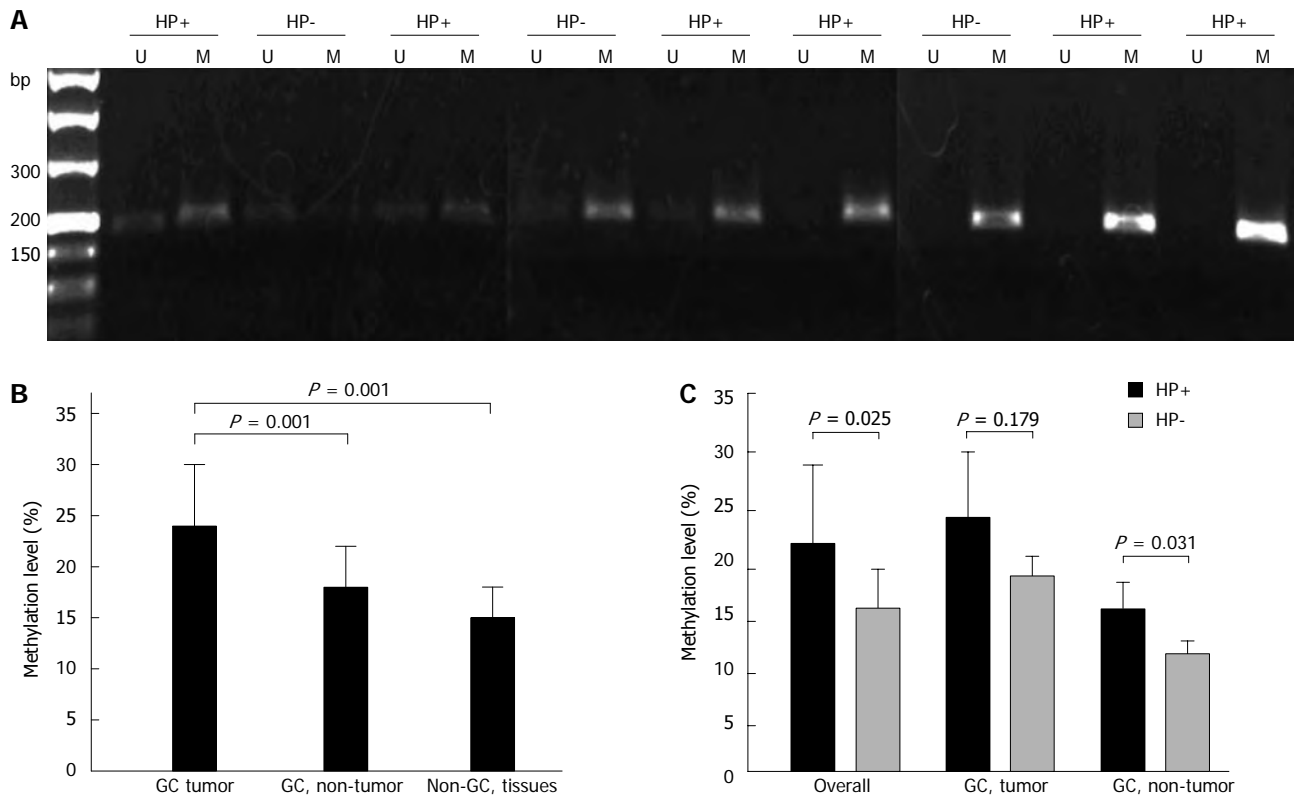 A
HP+ HP- HP+ HP- HP+ HP+ HP- HP+ HP+
U M U M U M U M U M U M U M U M U M
bp
300
200
150
B
P = 0.001
P = 0.001
Methylation level (%)
35
30
25
20
15
10
5
0
GC tumor GC, non-tumor Non-GC, tissues
C
HP+
HP-
P = 0.025
P = 0.179
P = 0.031
Methylation level (%)
35
30
25
20
15
10
5
0
Overall GC, tumor GC, non-tumor